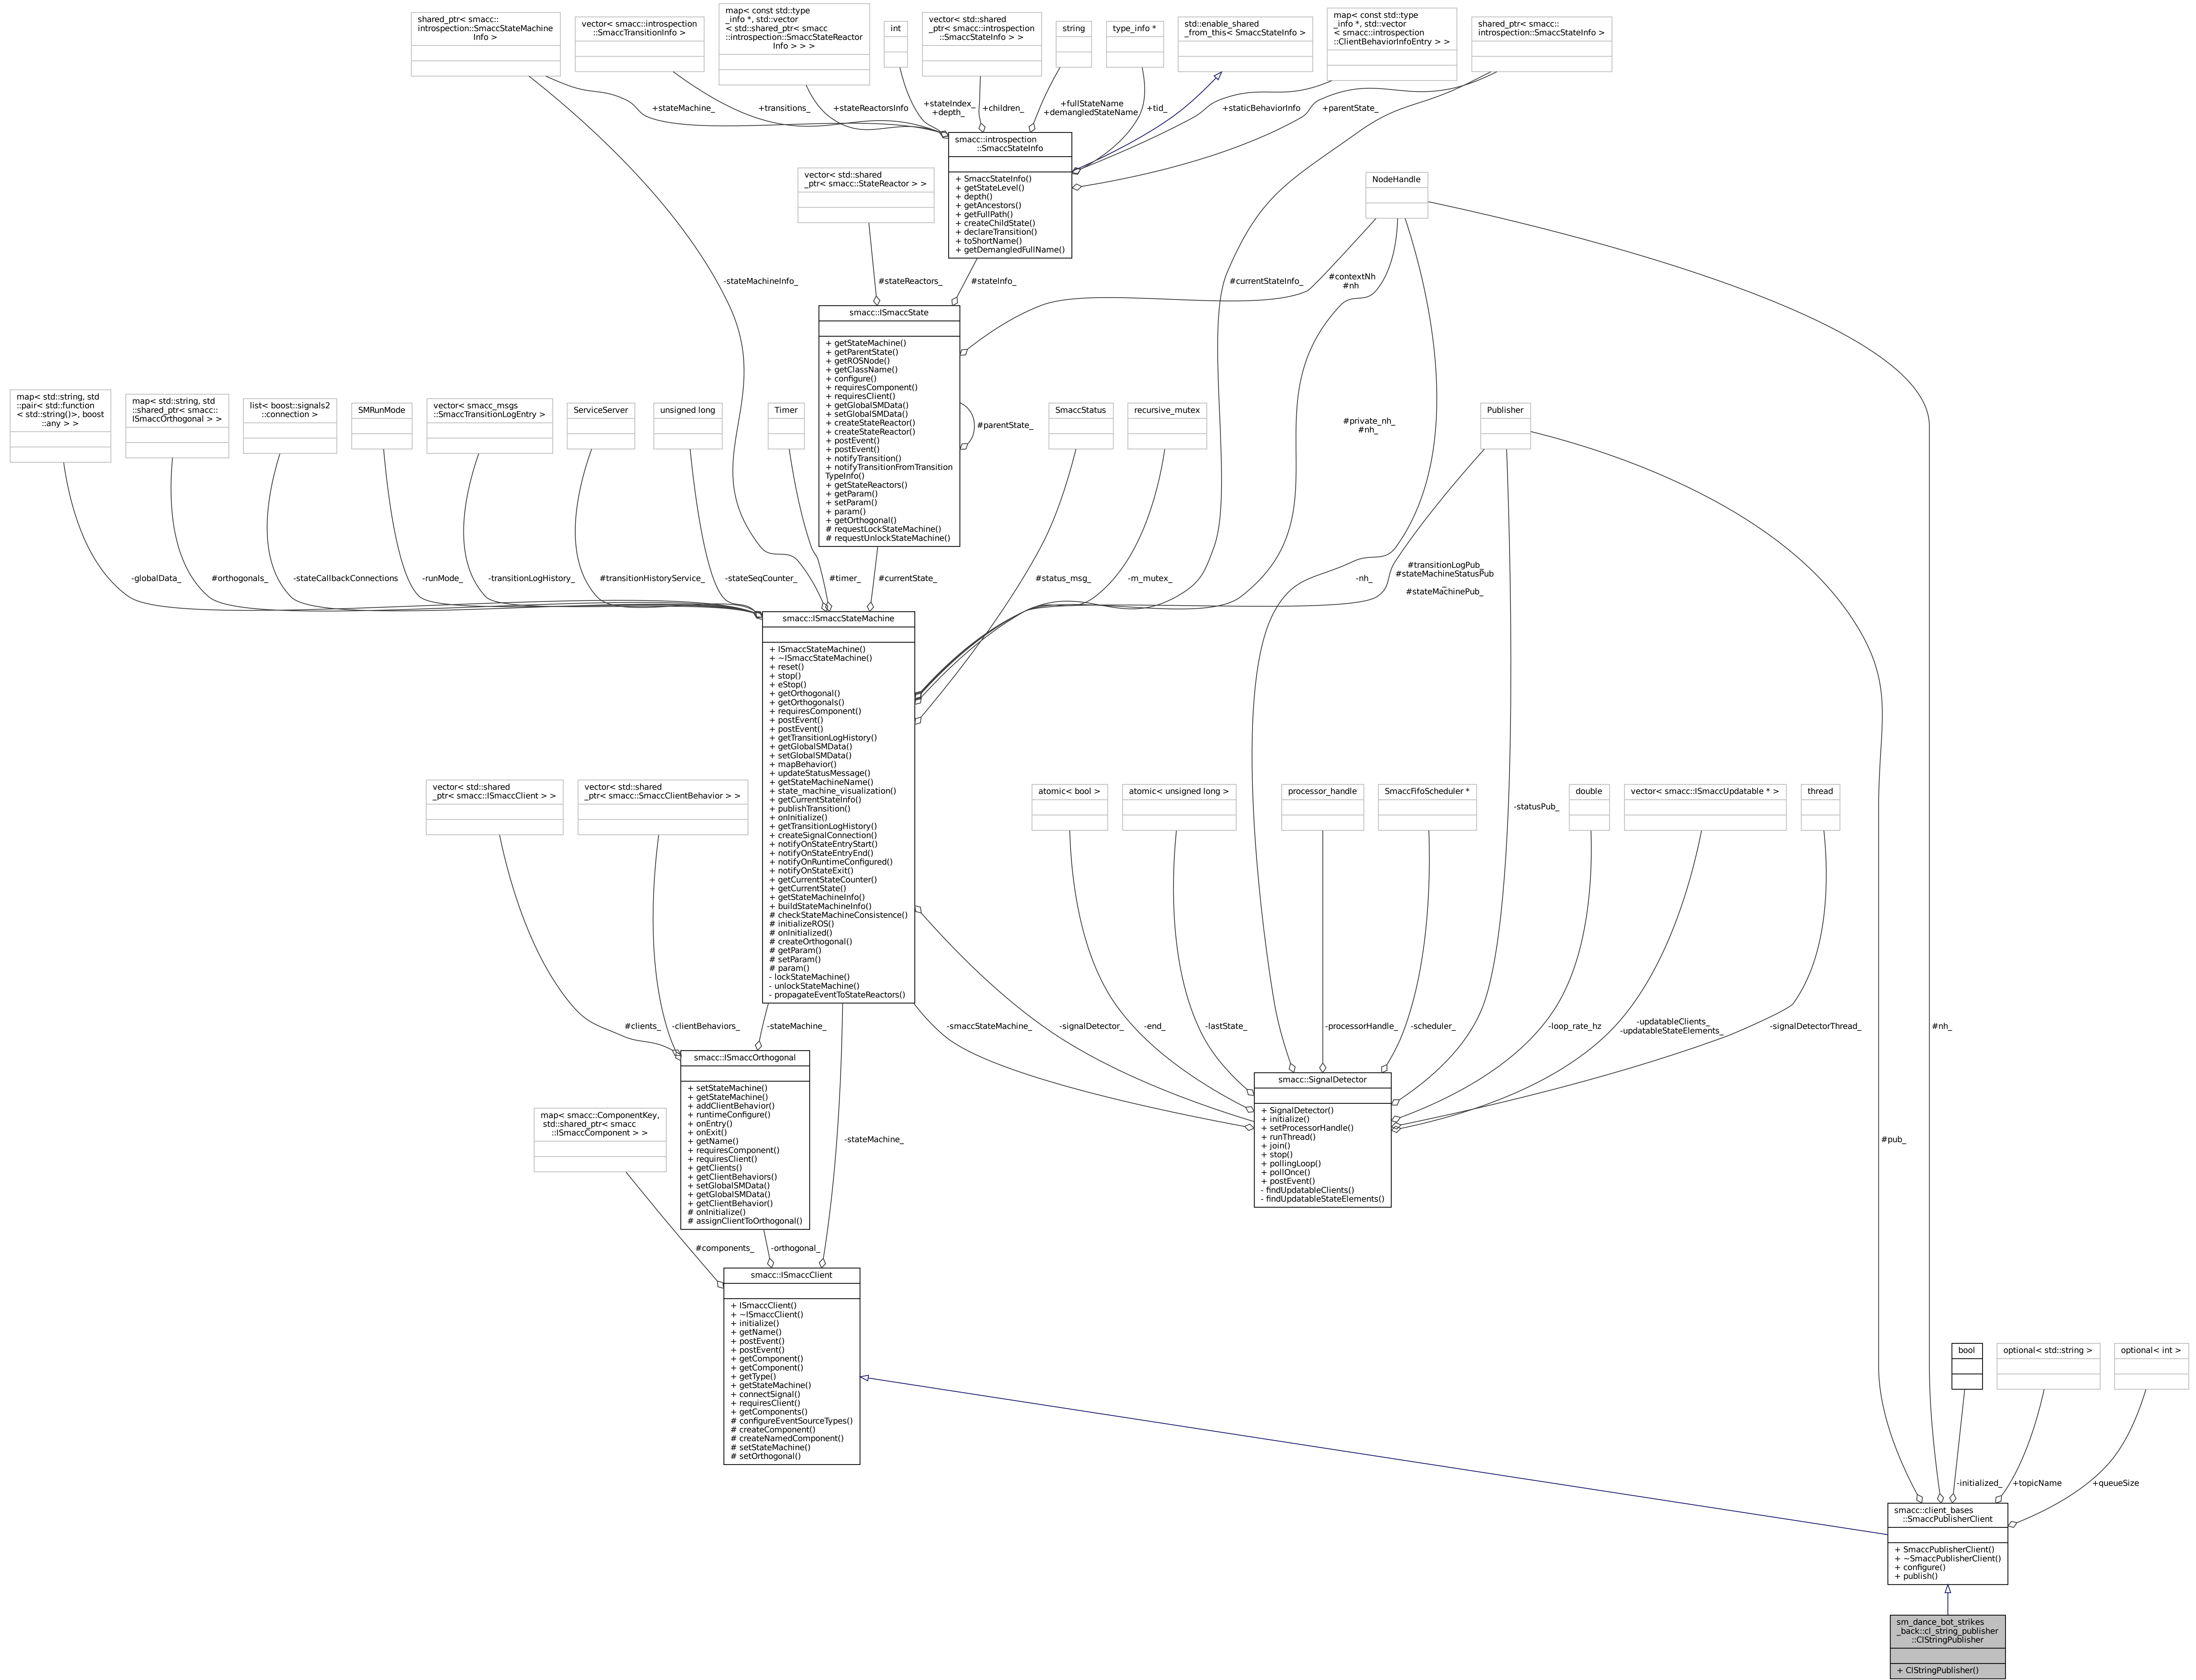 shared_ptr< smacc::
introspection::SmaccStateMachine
Info >
vector< smacc::introspection
::SmaccTransitionInfo >
map< const std::type
_info *, std::vector
< std::shared_ptr< smacc
::introspection::SmaccStateReactor
Info > > >
int
vector< std::shared
_ptr< smacc::introspection
::SmaccStateInfo > >
string
type_info *
std::enable_shared
_from_this< SmaccStateInfo >
map< const std::type
_info *, std::vector
< smacc::introspection
::ClientBehaviorInfoEntry > >
shared_ptr< smacc::
introspection::SmaccStateInfo >
+stateMachine_
+transitions_
+stateReactorsInfo
+stateIndex_
+depth_
+children_
+fullStateName
+demangledStateName
+tid_
+staticBehaviorInfo
+parentState_
smacc::introspection
::SmaccStateInfo
+ SmaccStateInfo()
+ getStateLevel()
+ depth()
+ getAncestors()
+ getFullPath()
+ createChildState()
+ declareTransition()
+ toShortName()
+ getDemangledFullName()
vector< std::shared
_ptr< smacc::StateReactor > >
NodeHandle
-stateMachineInfo_
#stateReactors_
#stateInfo_
#currentStateInfo_
#contextNh
#nh
smacc::ISmaccState
+ getStateMachine()
+ getParentState()
+ getROSNode()
+ getClassName()
+ configure()
+ requiresComponent()
+ requiresClient()
+ getGlobalSMData()
+ setGlobalSMData()
+ createStateReactor()
+ createStateReactor()
+ postEvent()
+ postEvent()
+ notifyTransition()
+ notifyTransitionFromTransition
TypeInfo()
+ getStateReactors()
+ getParam()
+ setParam()
+ param()
+ getOrthogonal()
# requestLockStateMachine()
# requestUnlockStateMachine()
#parentState_
map< std::string, std
::pair< std::function
< std::string()>, boost
::any > >
map< std::string, std
::shared_ptr< smacc::
ISmaccOrthogonal > >
list< boost::signals2
::connection >
SMRunMode
vector< smacc_msgs
::SmaccTransitionLogEntry >
ServiceServer
unsigned long
Timer
SmaccStatus
recursive_mutex
#private_nh_
#nh_
Publisher
-globalData_
#orthogonals_
-stateCallbackConnections
-runMode_
-transitionLogHistory_
#transitionHistoryService_
-stateSeqCounter_
#timer_
#currentState_
#status_msg_
-m_mutex_
-nh_
#transitionLogPub_
#stateMachineStatusPub
_
#stateMachinePub_
smacc::ISmaccStateMachine
+ ISmaccStateMachine()
+ ~ISmaccStateMachine()
+ reset()
+ stop()
+ eStop()
+ getOrthogonal()
+ getOrthogonals()
+ requiresComponent()
+ postEvent()
+ postEvent()
+ getTransitionLogHistory()
+ getGlobalSMData()
+ setGlobalSMData()
+ mapBehavior()
+ updateStatusMessage()
+ getStateMachineName()
+ state_machine_visualization()
+ getCurrentStateInfo()
+ publishTransition()
+ onInitialize()
+ getTransitionLogHistory()
+ createSignalConnection()
+ notifyOnStateEntryStart()
+ notifyOnStateEntryEnd()
+ notifyOnRuntimeConfigured()
+ notifyOnStateExit()
+ getCurrentStateCounter()
+ getCurrentState()
+ getStateMachineInfo()
+ buildStateMachineInfo()
# checkStateMachineConsistence()
# initializeROS()
# onInitialized()
# createOrthogonal()
# getParam()
# setParam()
# param()
- lockStateMachine()
- unlockStateMachine()
- propagateEventToStateReactors()
vector< std::shared
_ptr< smacc::ISmaccClient > >
vector< std::shared
_ptr< smacc::SmaccClientBehavior > >
atomic< bool >
atomic< unsigned long >
processor_handle
SmaccFifoScheduler *
-statusPub_
double
vector< smacc::ISmaccUpdatable * >
thread
#clients_
-clientBehaviors_
-stateMachine_
-smaccStateMachine_
-signalDetector_
-end_
-lastState_
-processorHandle_
-scheduler_
-loop_rate_hz
-updatableClients_
-updatableStateElements_
-signalDetectorThread_
#nh_
smacc::ISmaccOrthogonal
+ setStateMachine()
+ getStateMachine()
+ addClientBehavior()
+ runtimeConfigure()
+ onEntry()
+ onExit()
+ getName()
+ requiresComponent()
+ requiresClient()
+ getClients()
+ getClientBehaviors()
+ setGlobalSMData()
+ getGlobalSMData()
+ getClientBehavior()
# onInitialize()
# assignClientToOrthogonal()
smacc::SignalDetector
+ SignalDetector()
+ initialize()
+ setProcessorHandle()
+ runThread()
+ join()
+ stop()
+ pollingLoop()
+ pollOnce()
+ postEvent()
- findUpdatableClients()
- findUpdatableStateElements()
map< smacc::ComponentKey,
std::shared_ptr< smacc
::ISmaccComponent > >
-stateMachine_
#pub_
#components_
-orthogonal_
smacc::ISmaccClient
+ ISmaccClient()
+ ~ISmaccClient()
+ initialize()
+ getName()
+ postEvent()
+ postEvent()
+ getComponent()
+ getComponent()
+ getType()
+ getStateMachine()
+ connectSignal()
+ requiresClient()
+ getComponents()
# configureEventSourceTypes()
# createComponent()
# createNamedComponent()
# setStateMachine()
# setOrthogonal()
bool
optional< std::string >
optional< int >
-initialized_
+topicName
+queueSize
smacc::client_bases
::SmaccPublisherClient
+ SmaccPublisherClient()
+ ~SmaccPublisherClient()
+ configure()
+ publish()
sm_dance_bot_strikes
_back::cl_string_publisher
::ClStringPublisher
+ ClStringPublisher()